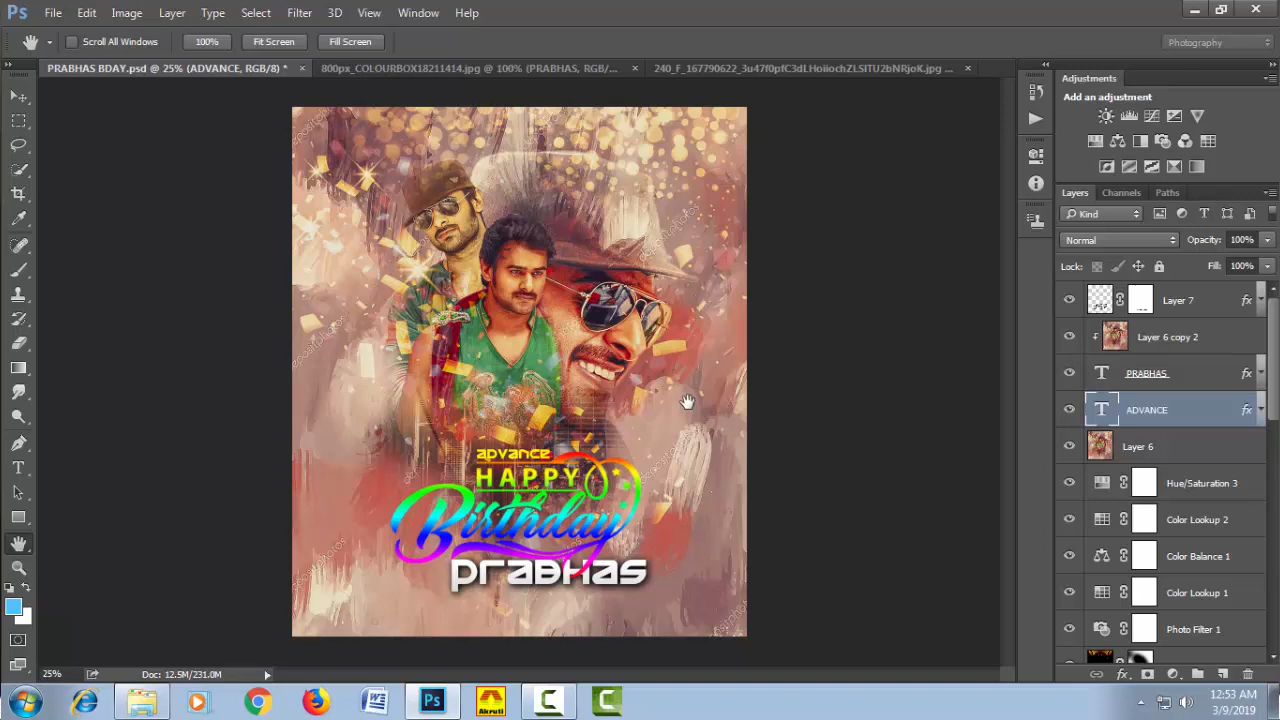 Ps File Edit Image Layer Type Select Filter 3D View Window Help
Scroll All Windows 100% Fit Screen Fill Screen Photography
PRABHAS BDAY.psd @ 25% (ADVANCE, RGB/8) * × 800px_COLOURBOX18211414.jpg @ 100% (PRABHAS, RGB/... × ×
Adjustments
Add an adjustment
Layers Channels Paths
Kind
Normal Opacity: 100%
Lock: Fill: 100%
Layer 7 fx
Layer 6 copy 2
T PRABHAS fx
T ADVANCE fx
Layer 6
Hue/Saturation 3
Color Lookup 2
Color Balance 1
Color Lookup 1
Photo Filter 1
depositphotos
ADVANCE
HAPPY
Birthday
PRABHAS
25% Doc: 12.5M/231.0M
12:53 AM
3/9/2019
Akruti